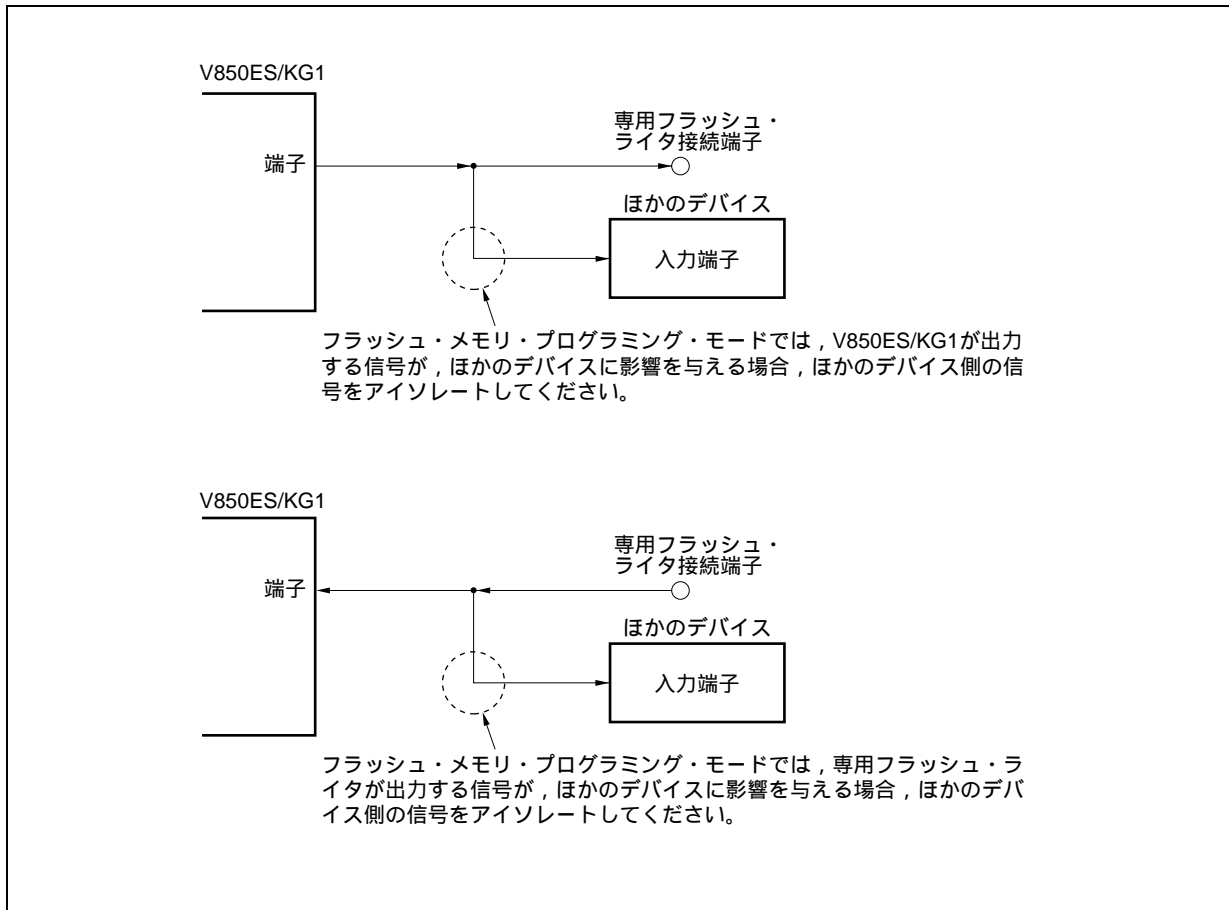 V850ES/KG1
専用フラッシュ・
ライタ接続端子
端子
ほかのデバイス
入力端子
フラッシュ・メモリ・プログラミング・モードでは，V850ES/KG1が出力
する信号が，ほかのデバイスに影響を与える場合，ほかのデバイス側の信
号をアイソレートしてください。
V850ES/KG1
専用フラッシュ・
ライタ接続端子
端子
ほかのデバイス
入力端子
フラッシュ・メモリ・プログラミング・モードでは，専用フラッシュ・ラ
イタが出力する信号が，ほかのデバイスに影響を与える場合，ほかのデバ
イス側の信号をアイソレートしてください。